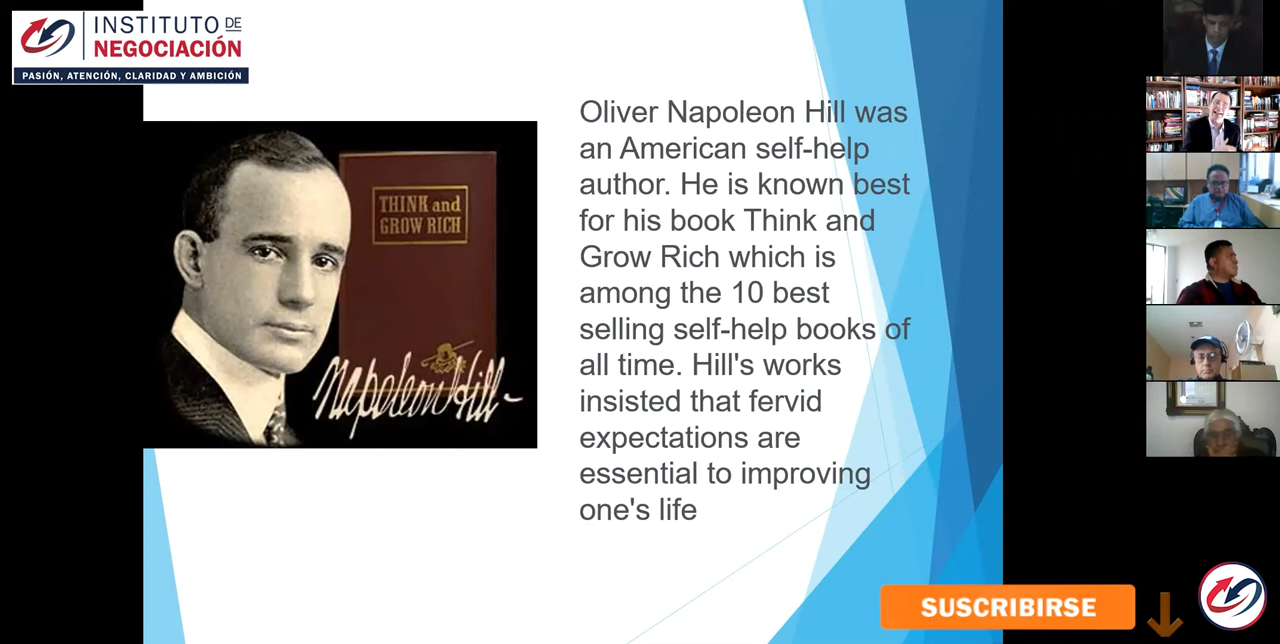 INSTITUTO DE
NEGOCIACIÓN
PASIÓN, ATENCIÓN, CLARIDAD Y AMBICIÓN
THINK and
GROW RICH
Napoleon Hill
Oliver Napoleon Hill was
an American self-help
author. He is known best
for his book Think and
Grow Rich which is
among the 10 best
selling self-help books of
all time. Hill's works
insisted that fervid
expectations are
essential to improving
one's life
SUSCRIBIRSE